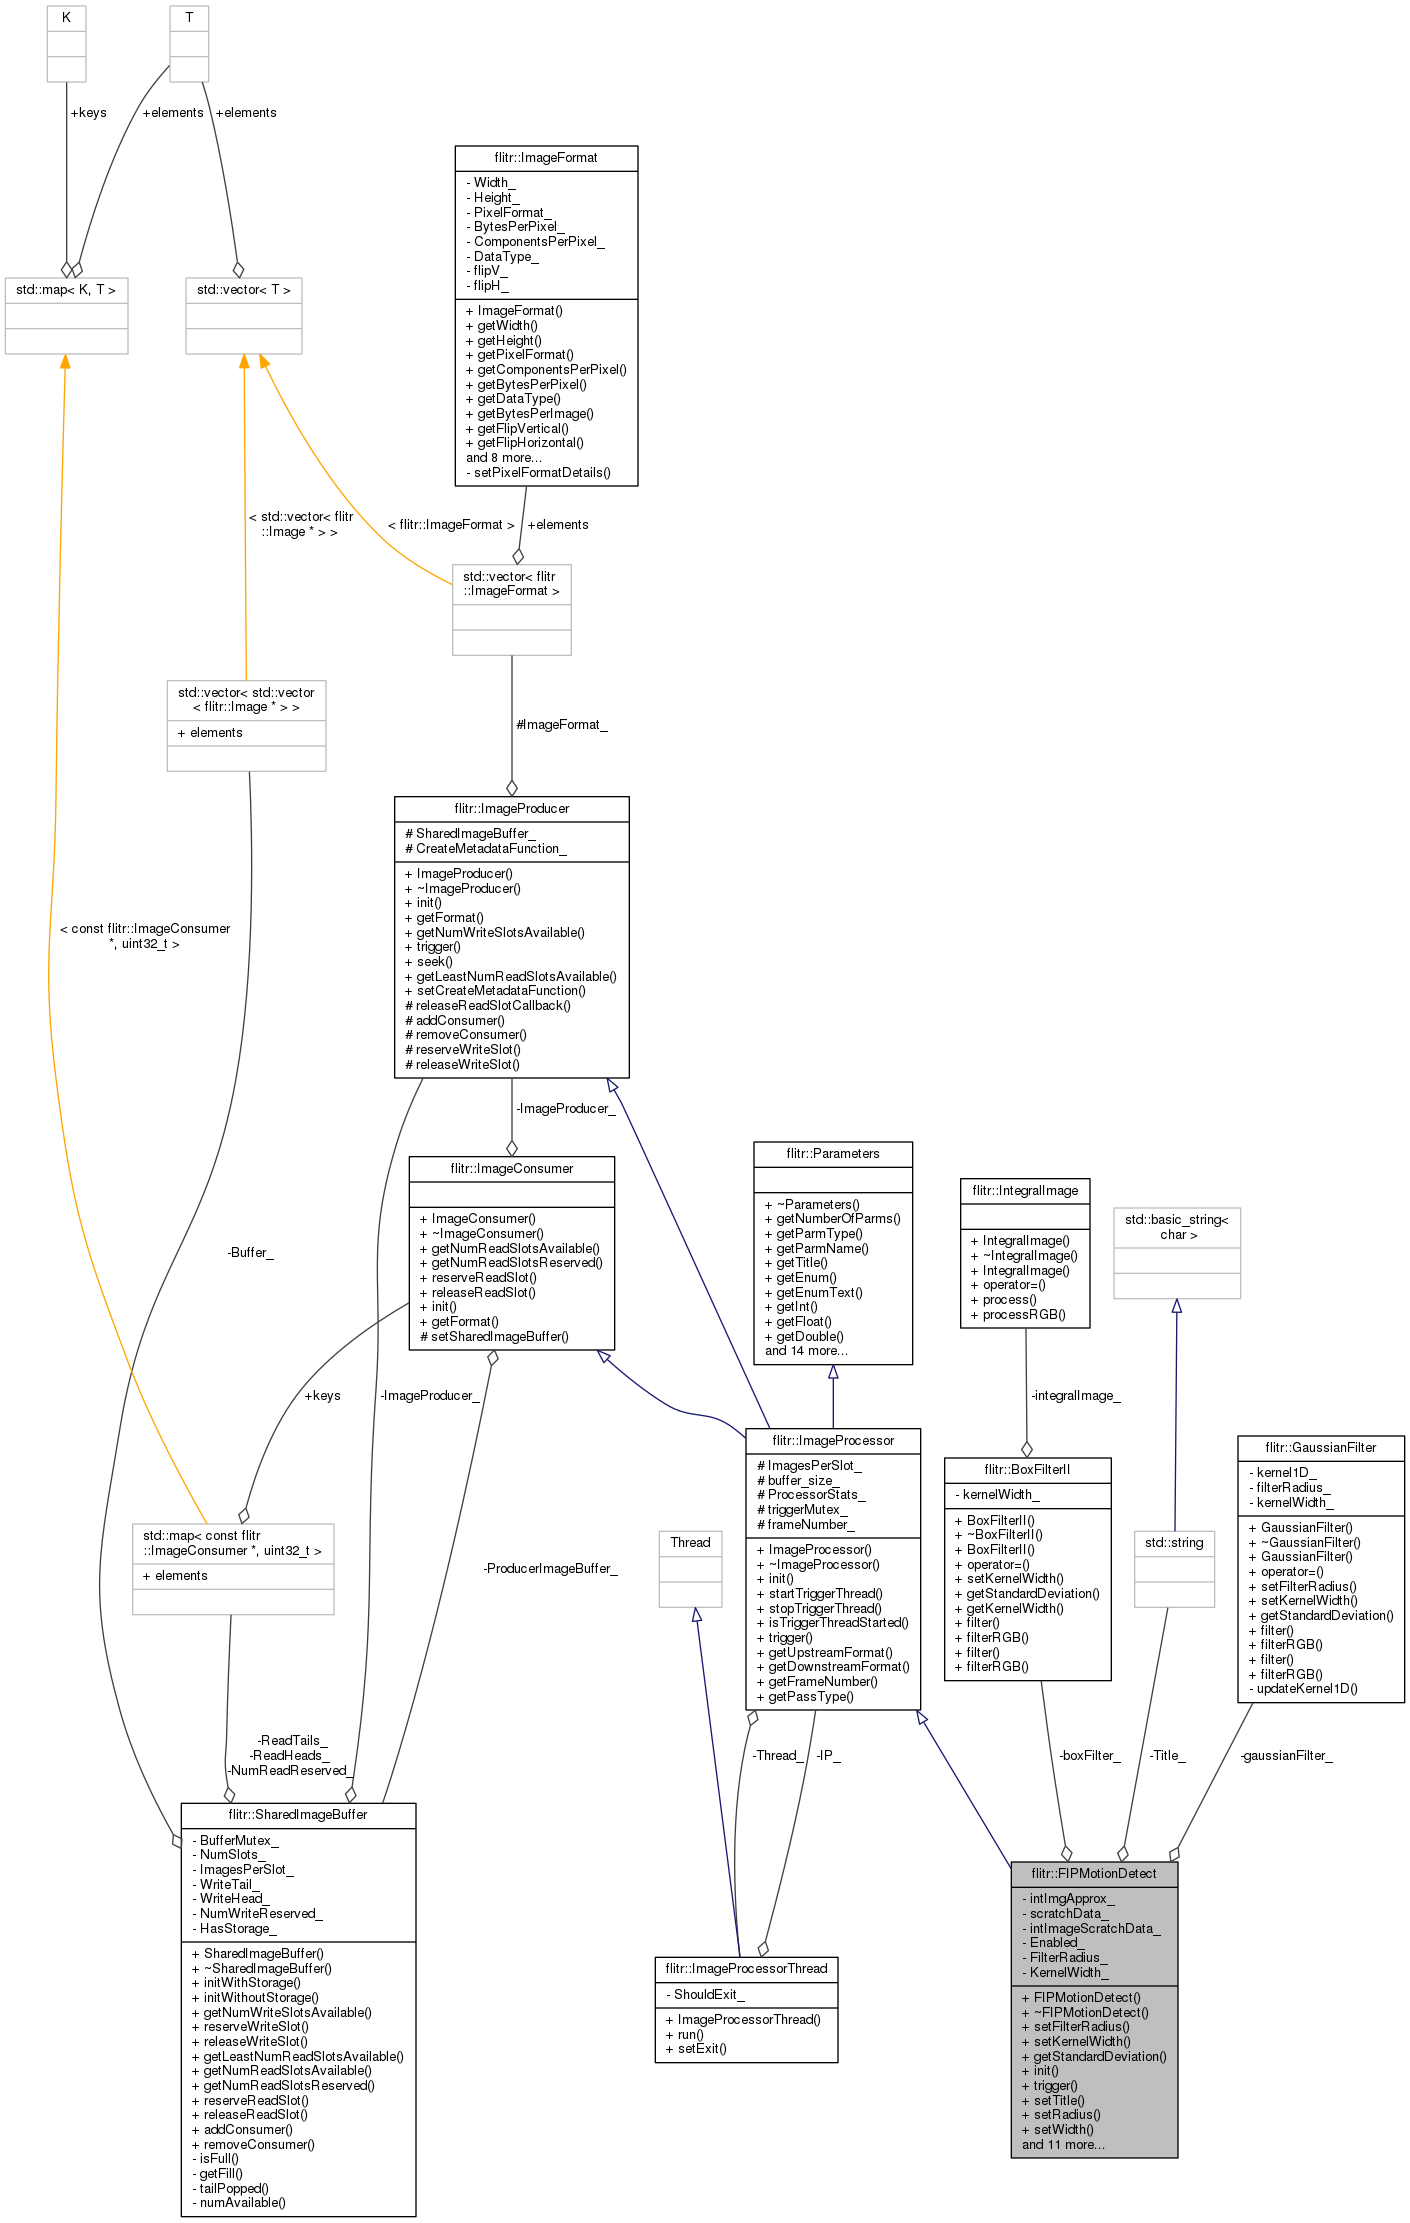 K
T
+keys
+elements
+elements
flitr::ImageFormat
- Width_
- Height_
- PixelFormat_
- BytesPerPixel_
- ComponentsPerPixel_
- DataType_
- flipV_
- flipH_
+ ImageFormat()
+ getWidth()
+ getHeight()
+ getPixelFormat()
+ getComponentsPerPixel()
+ getBytesPerPixel()
+ getDataType()
+ getBytesPerImage()
+ getFlipVertical()
+ getFlipHorizontal()
and 8 more...
- setPixelFormatDetails()
std::map< K, T >
std::vector< T >
< std::vector< flitr
::Image * > >
< flitr::ImageFormat >
+elements
std::vector< flitr
::ImageFormat >
std::vector< std::vector
< flitr::Image * > >
+ elements
#ImageFormat_
flitr::ImageProducer
# SharedImageBuffer_
# CreateMetadataFunction_
+ ImageProducer()
+ ~ImageProducer()
+ init()
+ getFormat()
+ getNumWriteSlotsAvailable()
+ trigger()
+ seek()
+ getLeastNumReadSlotsAvailable()
+ setCreateMetadataFunction()
# releaseReadSlotCallback()
# addConsumer()
# removeConsumer()
# reserveWriteSlot()
# releaseWriteSlot()
< const flitr::ImageConsumer
*, uint32_t >
-ImageProducer_
flitr::ImageConsumer
+ ImageConsumer()
+ ~ImageConsumer()
+ getNumReadSlotsAvailable()
+ getNumReadSlotsReserved()
+ reserveReadSlot()
+ releaseReadSlot()
+ init()
+ getFormat()
# setSharedImageBuffer()
flitr::Parameters
+ ~Parameters()
+ getNumberOfParms()
+ getParmType()
+ getParmName()
+ getTitle()
+ getEnum()
+ getEnumText()
+ getInt()
+ getFloat()
+ getDouble()
and 14 more...
flitr::IntegralImage
+ IntegralImage()
+ ~IntegralImage()
+ IntegralImage()
+ operator=()
+ process()
+ processRGB()
std::basic_string<
char >
-Buffer_
+keys
-ImageProducer_
-integralImage_
flitr::ImageProcessor
# ImagesPerSlot_
# buffer_size_
# ProcessorStats_
# triggerMutex_
# frameNumber_
+ ImageProcessor()
+ ~ImageProcessor()
+ init()
+ startTriggerThread()
+ stopTriggerThread()
+ isTriggerThreadStarted()
+ trigger()
+ getUpstreamFormat()
+ getDownstreamFormat()
+ getFrameNumber()
+ getPassType()
flitr::BoxFilterII
- kernelWidth_
+ BoxFilterII()
+ ~BoxFilterII()
+ BoxFilterII()
+ operator=()
+ setKernelWidth()
+ getStandardDeviation()
+ getKernelWidth()
+ filter()
+ filterRGB()
+ filter()
+ filterRGB()
flitr::GaussianFilter
- kernel1D_
- filterRadius_
- kernelWidth_
+ GaussianFilter()
+ ~GaussianFilter()
+ GaussianFilter()
+ operator=()
+ setFilterRadius()
+ setKernelWidth()
+ getStandardDeviation()
+ filter()
+ filterRGB()
+ filter()
+ filterRGB()
- updateKernel1D()
std::map< const flitr
::ImageConsumer *, uint32_t >
+ elements
-ProducerImageBuffer_
Thread
std::string
-ReadTails_
-ReadHeads_
-NumReadReserved_
-Thread_
-IP_
-boxFilter_
-Title_
-gaussianFilter_
flitr::SharedImageBuffer
- BufferMutex_
- NumSlots_
- ImagesPerSlot_
- WriteTail_
- WriteHead_
- NumWriteReserved_
- HasStorage_
+ SharedImageBuffer()
+ ~SharedImageBuffer()
+ initWithStorage()
+ initWithoutStorage()
+ getNumWriteSlotsAvailable()
+ reserveWriteSlot()
+ releaseWriteSlot()
+ getLeastNumReadSlotsAvailable()
+ getNumReadSlotsAvailable()
+ getNumReadSlotsReserved()
+ reserveReadSlot()
+ releaseReadSlot()
+ addConsumer()
+ removeConsumer()
- isFull()
- getFill()
- tailPopped()
- numAvailable()
flitr::ImageProcessorThread
- ShouldExit_
+ ImageProcessorThread()
+ run()
+ setExit()
flitr::FIPMotionDetect
- intImgApprox_
- scratchData_
- intImageScratchData_
- Enabled_
- FilterRadius_
- KernelWidth_
+ FIPMotionDetect()
+ ~FIPMotionDetect()
+ setFilterRadius()
+ setKernelWidth()
+ getStandardDeviation()
+ init()
+ trigger()
+ setTitle()
+ setRadius()
+ setWidth()
and 11 more...